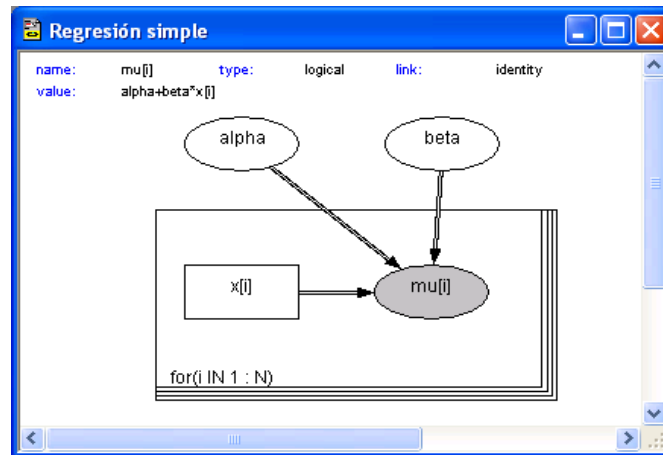 Regresión simple
name: mu[i] type: logical link: identity
value: alpha+beta*x[i]
alpha beta
x[i] mu[i]
for(i IN 1 : N)